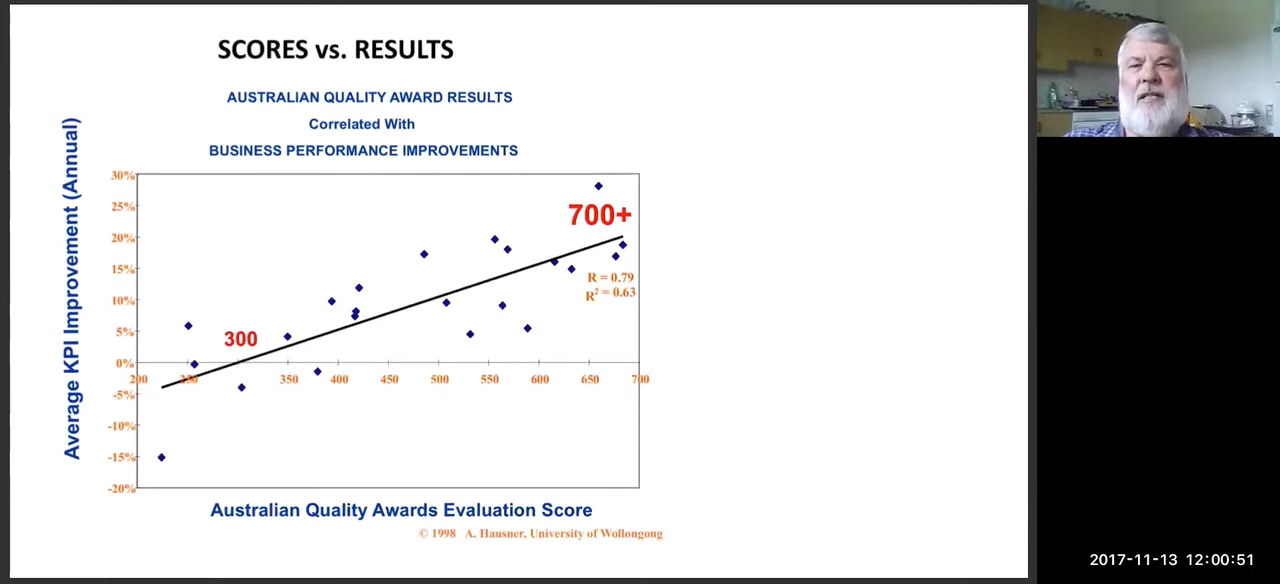 SCORES vs. RESULTS
AUSTRALIAN QUALITY AWARD RESULTS
Correlated With
BUSINESS PERFORMANCE IMPROVEMENTS
Average KPI Improvement (Annual)
30%
25%
20%
15%
10%
5%
0%
-5%
-10%
-15%
-20%
700+
R = 0.79
R² = 0.63
300
200 250 350 400 450 500 550 600 650 700
Australian Quality Awards Evaluation Score
© 1998 A. Hausner, University of Wollongong
2017-11-13 12:00:51